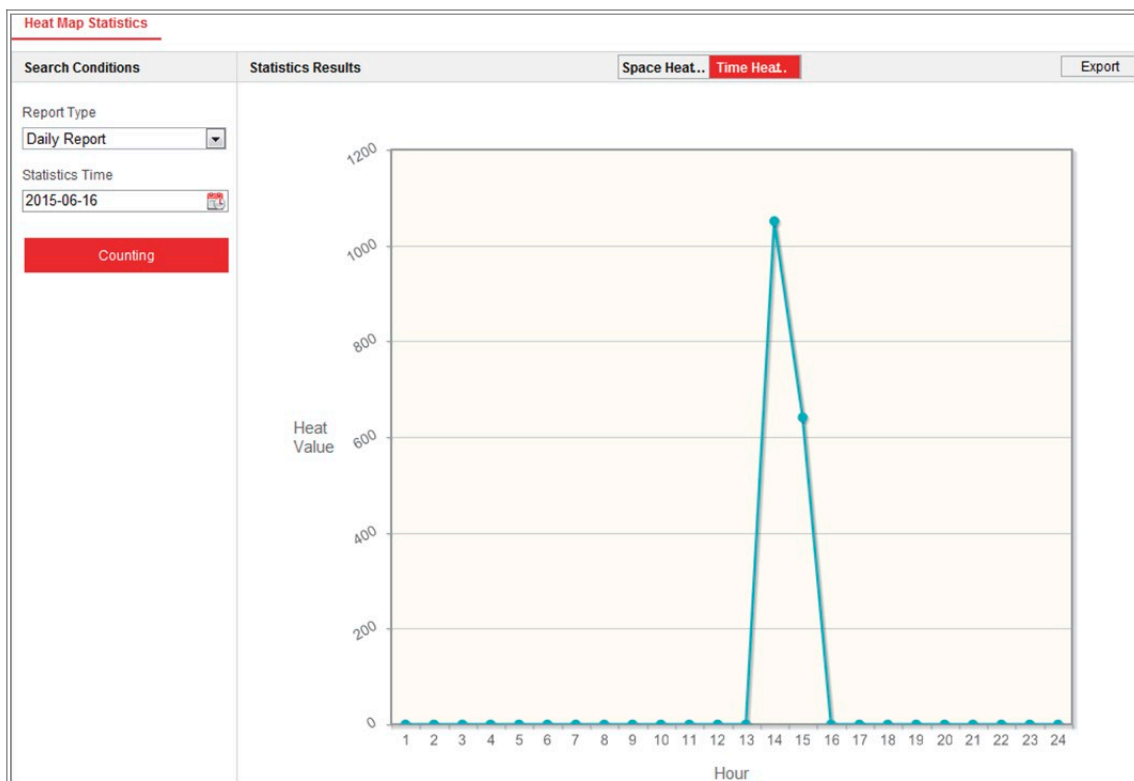 Heat Map Statistics
Search Conditions
Statistics Results
Space Heat...
Time Heat..
Export
Report Type
Daily Report
Statistics Time
2015-06-16
Counting
1200
1000
800
600
400
200
0
Heat
Value
1 2 3 4 5 6 7 8 9 10 11 12 13 14 15 16 17 18 19 20 21 22 23 24
Hour